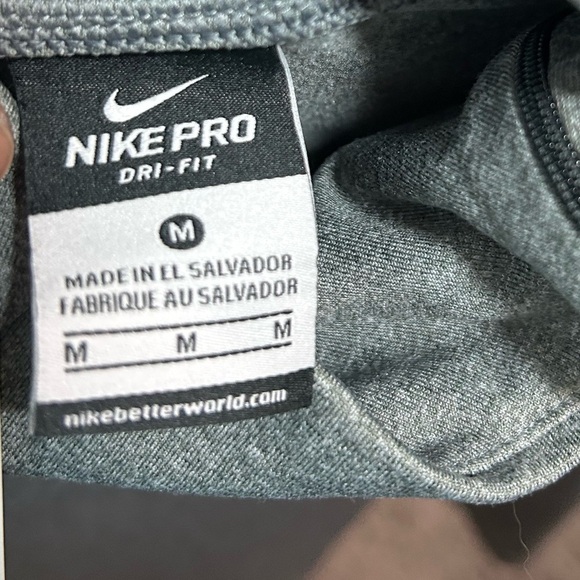 NIKE PRO
DRI-FIT
M
MADE IN EL SALVADOR
FABRIQUE AU SALVADOR
M M M
nikebetterworld.com